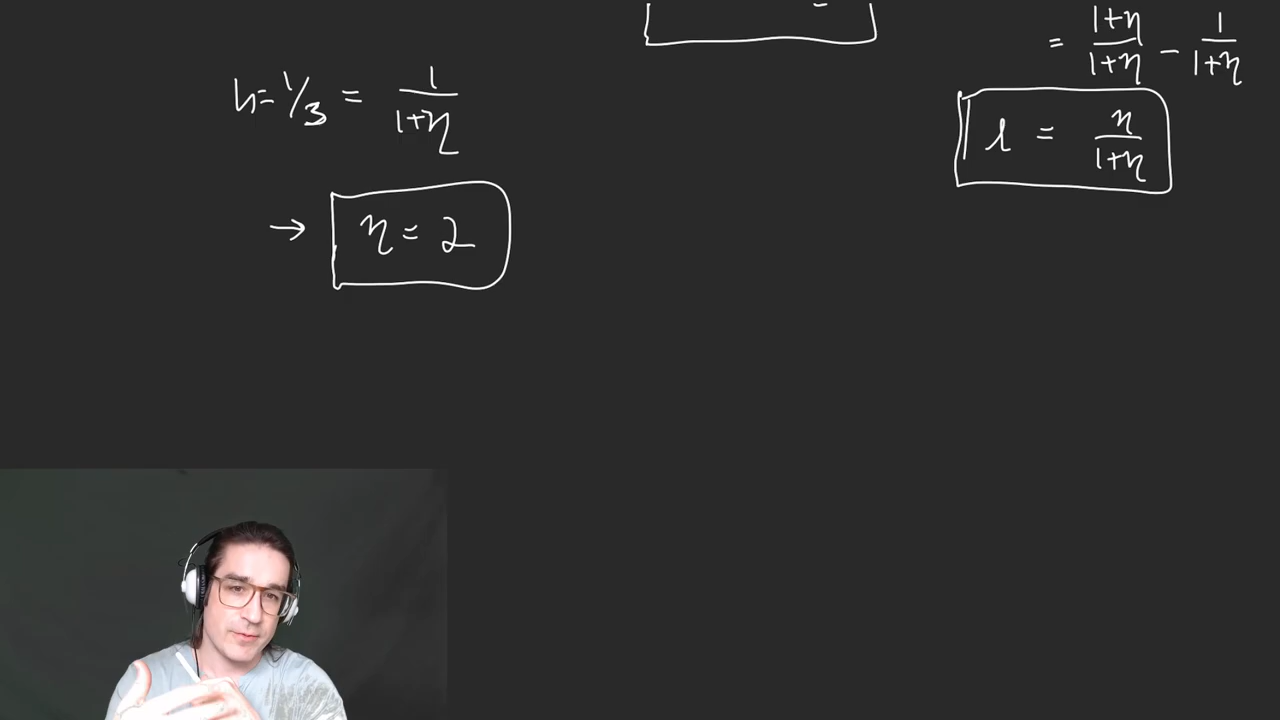 = (1+η)/(1+η) − 1/(1+η)
h = 1/3 = 1/(1+η)
l = η/(1+η)
→ η = 2